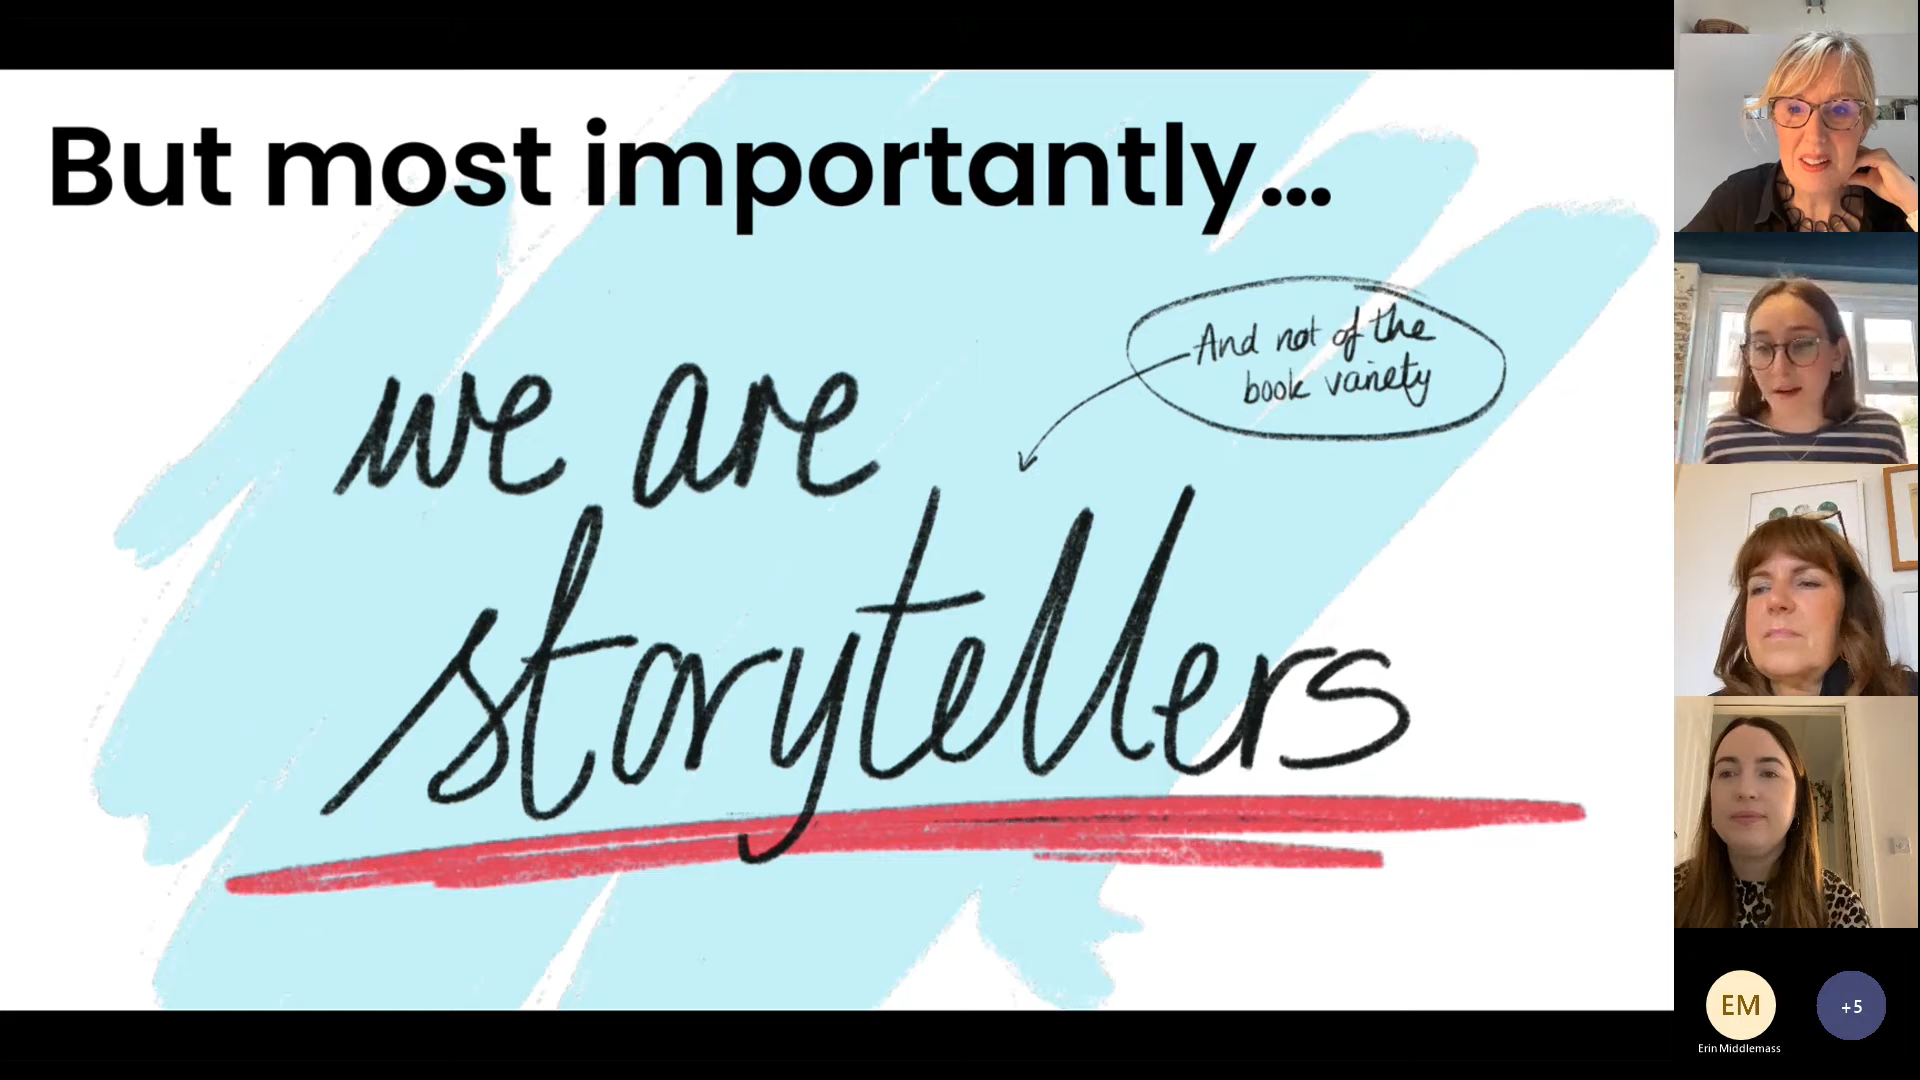 But most importantly...
And not of the
book variety
we are
storytellers
EM
+5
Erin Middlemass